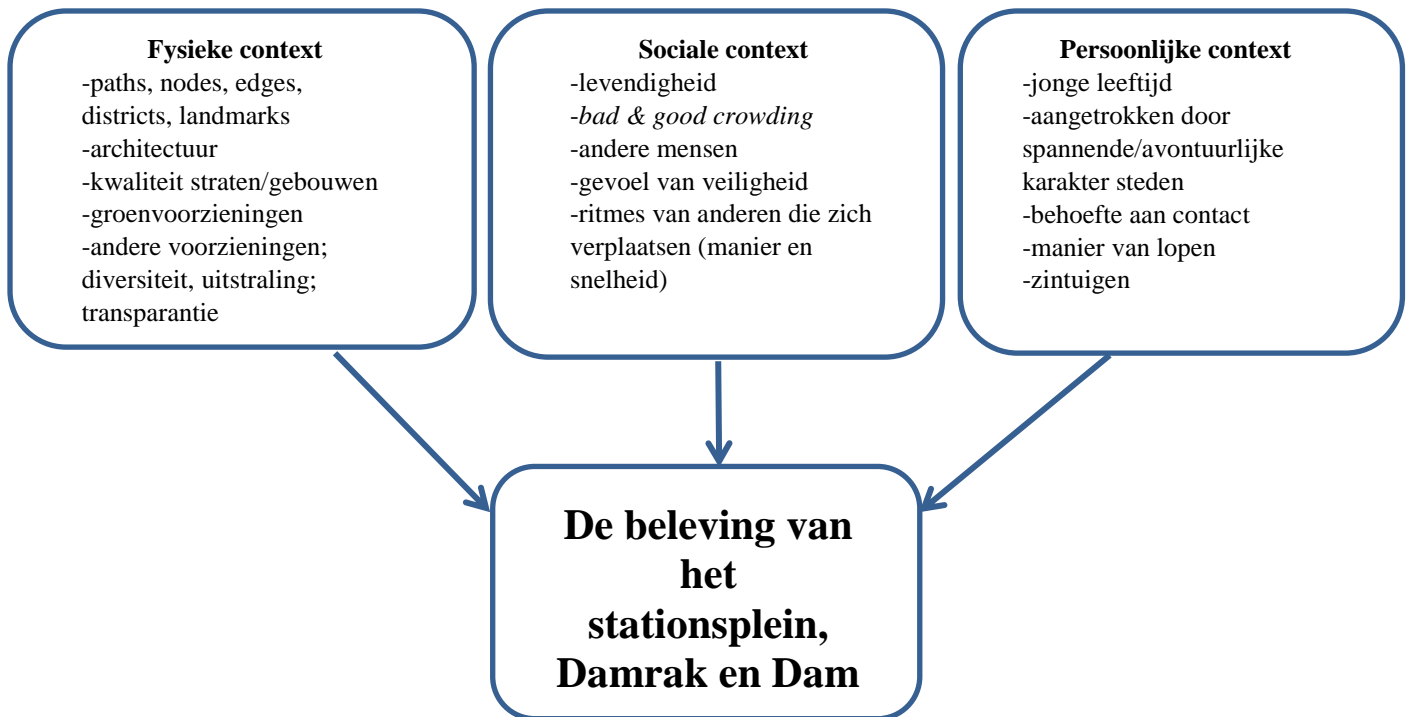 Fysieke context
-paths, nodes, edges,
districts, landmarks
-architectuur
-kwaliteit straten/gebouwen
-groenvoorzieningen
-andere voorzieningen;
diversiteit, uitstraling;
transparantie
Sociale context
-levendigheid
-bad & good crowding
-andere mensen
-gevoel van veiligheid
-ritmes van anderen die zich
verplaatsen (manier en
snelheid)
Persoonlijke context
-jonge leeftijd
-aangetrokken door
spannende/avontuurlijke
karakter steden
-behoefte aan contact
-manier van lopen
-zintuigen
De beleving van
het
stationsplein,
Damrak en Dam